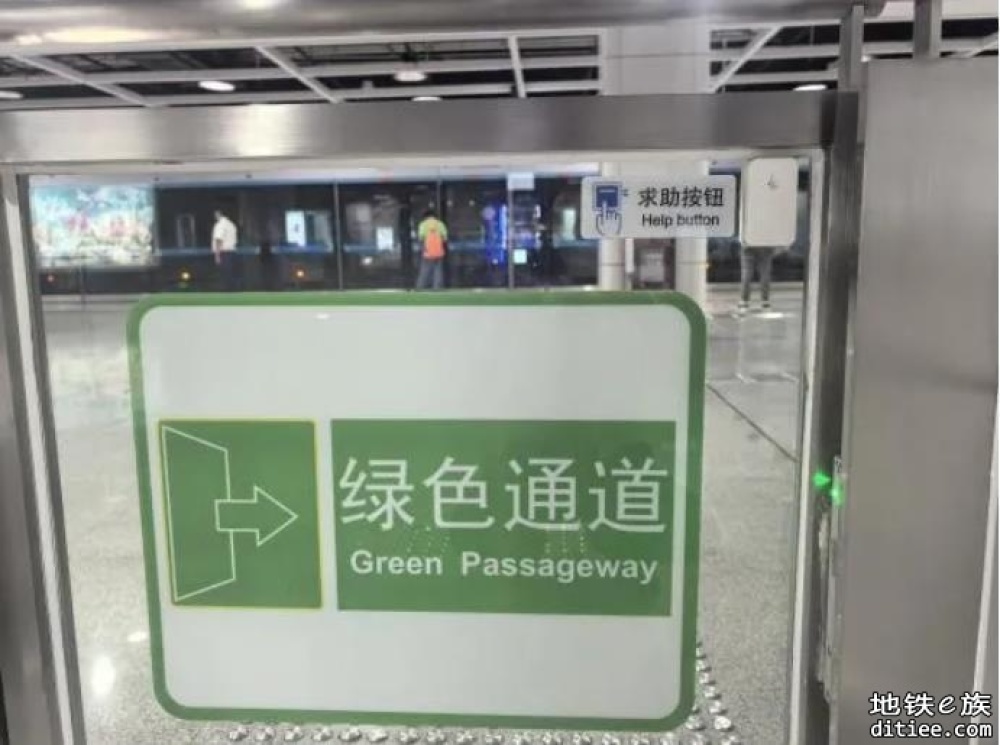 求助按钮
Help button
绿色通道
Green Passageway
地铁e族
ditiee.com